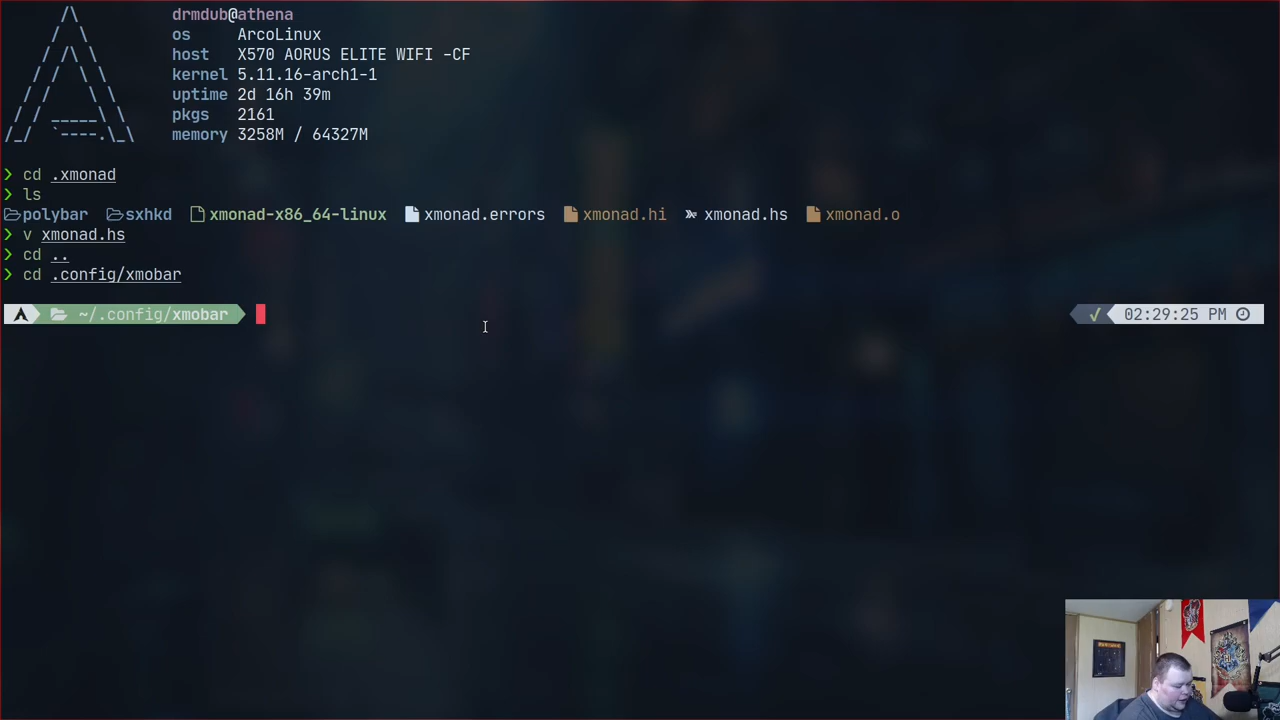 drmdub@athena
os ArcoLinux
host X570 AORUS ELITE WIFI -CF
kernel 5.11.16-arch1-1
uptime 2d 16h 39m
pkgs 2161
memory 3258M / 64327M
❯ cd .xmonad
❯ ls
polybar sxhkd xmonad-x86_64-linux xmonad.errors xmonad.hi xmonad.hs xmonad.o
❯ v xmonad.hs
❯ cd ..
❯ cd .config/xmobar
~/.config/xmobar ✓ 02:29:25 PM